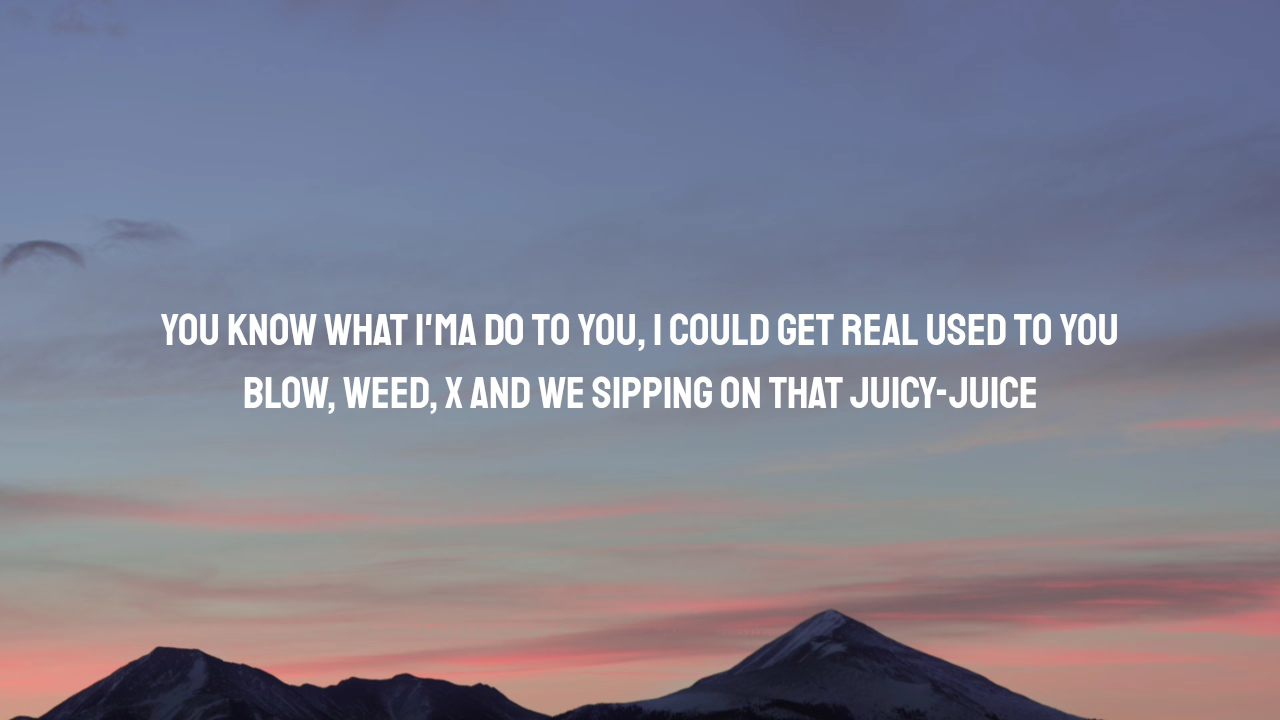 YOU KNOW WHAT I'MA DO TO YOU, I COULD GET REAL USED TO YOU
BLOW, WEED, X AND WE SIPPING ON THAT JUICY-JUICE